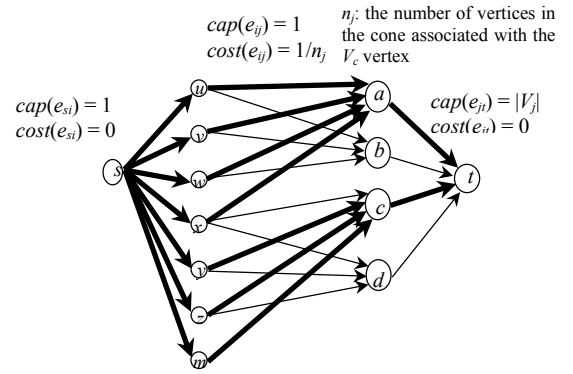 cap(e_ij) = 1
cost(e_ij) = 1/n_j
n_j: the number of vertices in
the cone associated with the
V_c vertex
cap(e_si) = 1
cost(e_si) = 0
cap(e_jt) = |V_j|
cost(e_jt) = 0
u
a
v
b
w
s
t
x
c
y
d
z
m